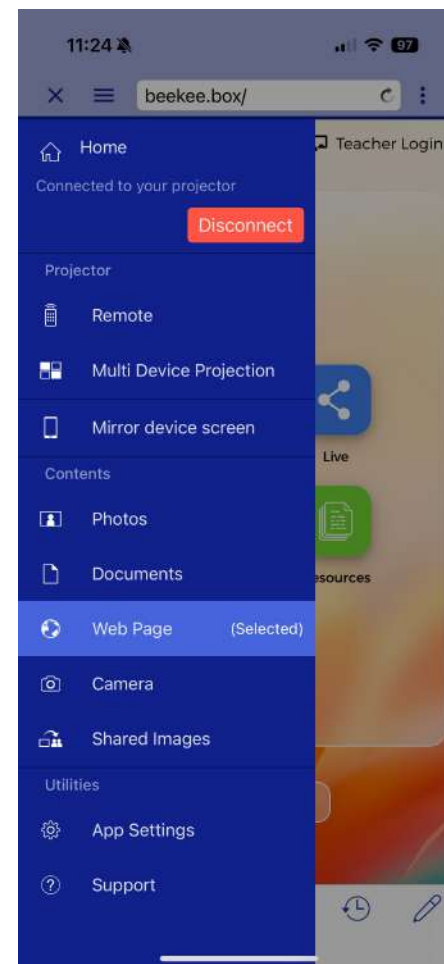 11:24
97
beekee.box/
Home
Teacher Login
Connected to your projector
Disconnect
Projector
Remote
Multi Device Projection
Mirror device screen
Live
Contents
Photos
Documents
esources
Web Page (Selected)
Camera
Shared Images
Utilities
App Settings
Support